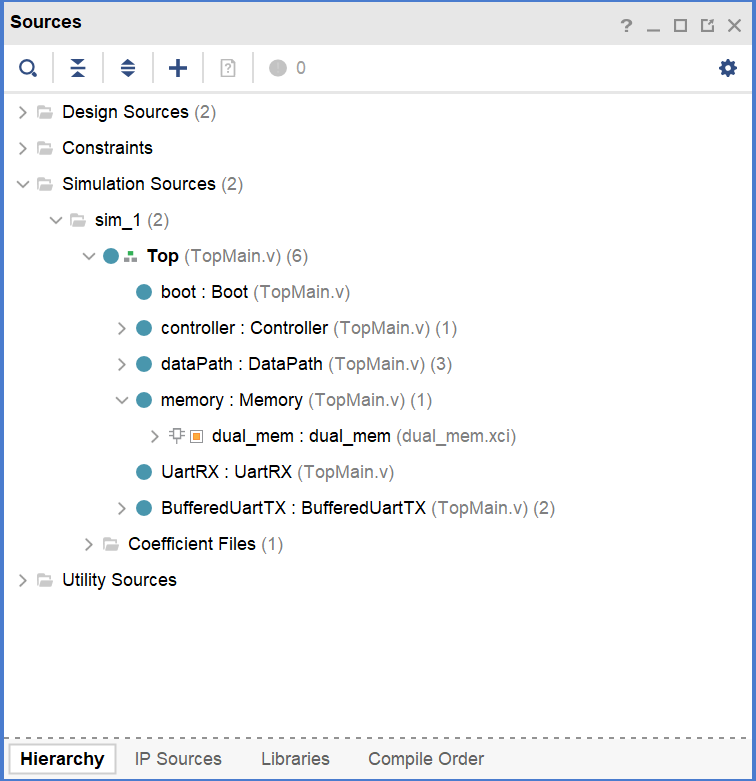 Sources
?
0
Design Sources (2)
Constraints
Simulation Sources (2)
sim_1 (2)
Top (TopMain.v) (6)
boot : Boot (TopMain.v)
controller : Controller (TopMain.v) (1)
dataPath : DataPath (TopMain.v) (3)
memory : Memory (TopMain.v) (1)
dual_mem : dual_mem (dual_mem.xci)
UartRX : UartRX (TopMain.v)
BufferedUartTX : BufferedUartTX (TopMain.v) (2)
Coefficient Files (1)
Utility Sources
Hierarchy IP Sources Libraries Compile Order